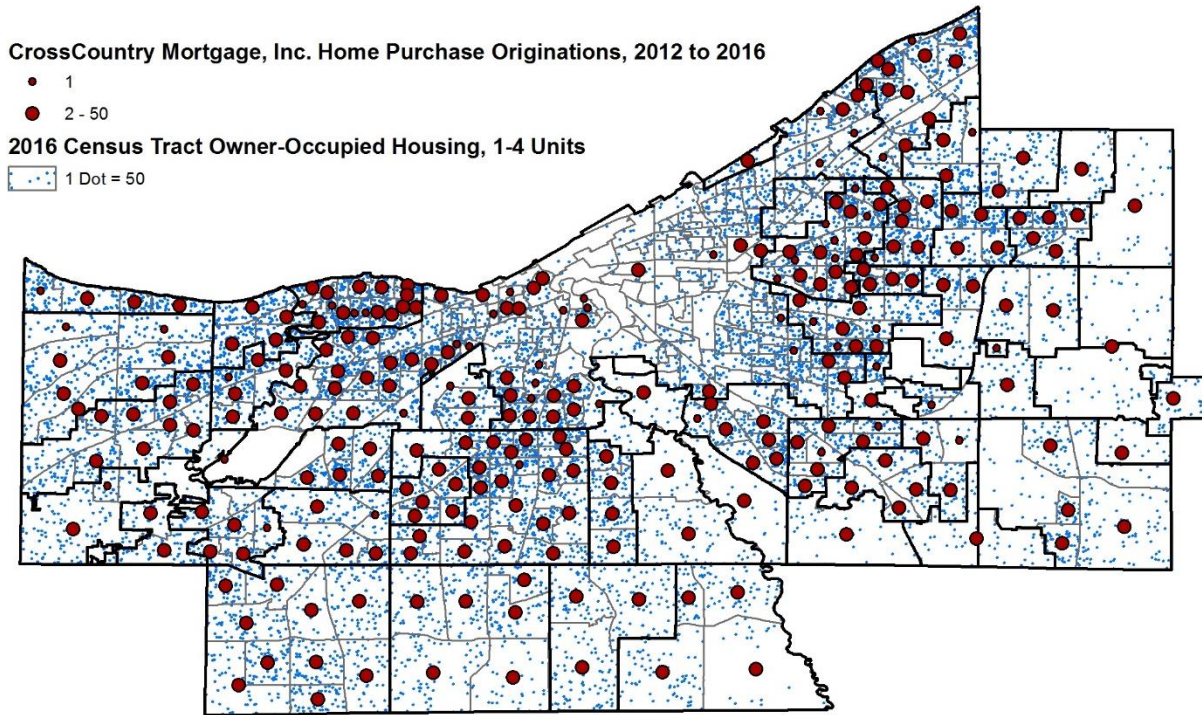 CrossCountry Mortgage, Inc. Home Purchase Originations, 2012 to 2016
1
2 - 50
2016 Census Tract Owner-Occupied Housing, 1-4 Units
1 Dot = 50